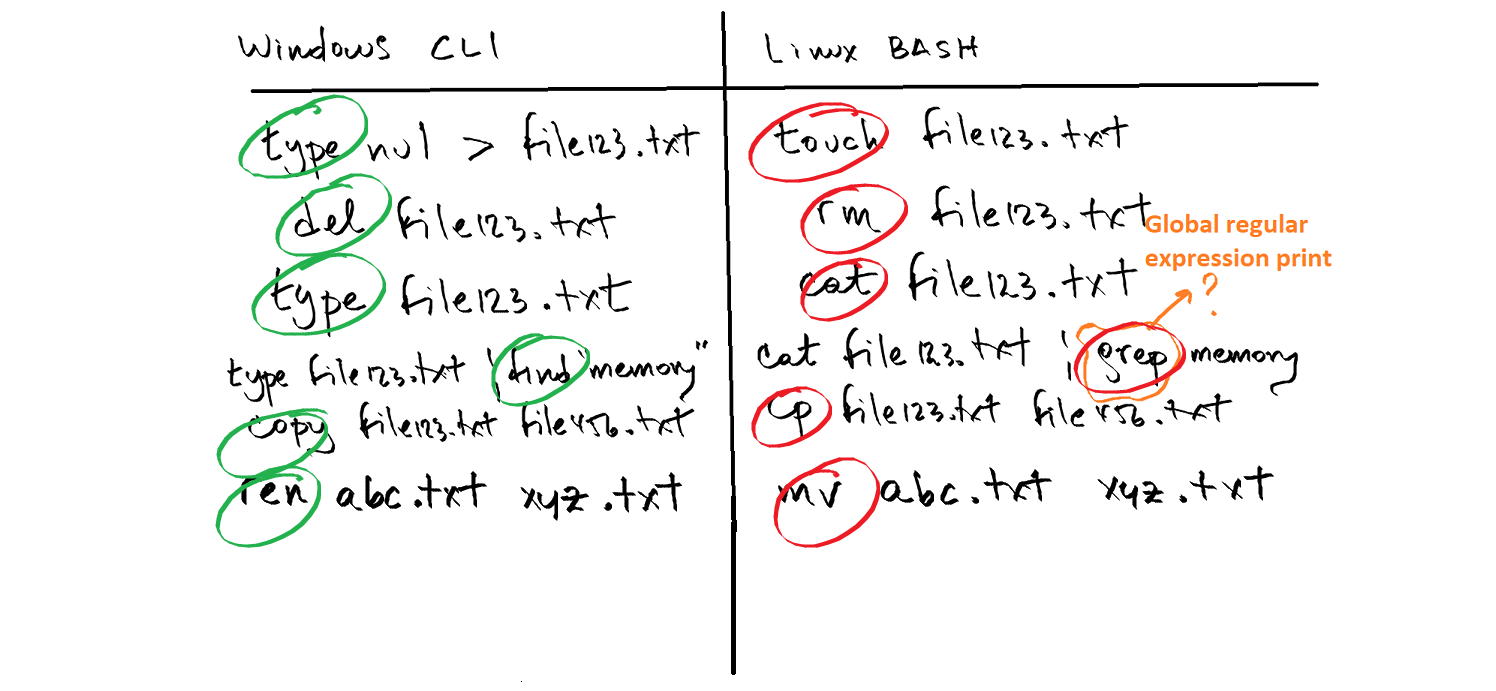 Windows CLI
Linux BASH
type nul > file123.txt
touch file123.txt
del file123.txt
rm file123.txt
Global regular
expression print
type file123.txt
cat file123.txt
?
type file123.txt ¦ find "memory"
cat file123.txt ¦ grep memory
copy file123.txt file456.txt
cp file123.txt file456.txt
ren abc.txt xyz.txt
mv abc.txt xyz.txt